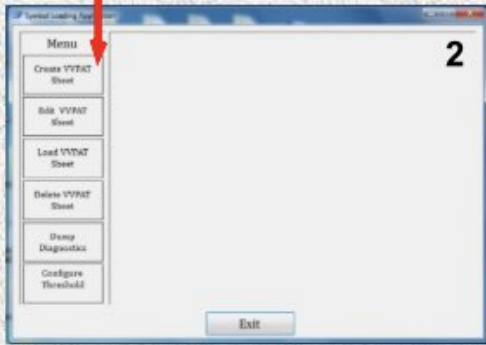 Symbol Loading Application
Menu
2
Create VVPAT
Sheet
Edit VVPAT
Sheet
Load VVPAT
Sheet
Delete VVPAT
Sheet
Dump
Diagnostics
Configure
Threshold
Exit